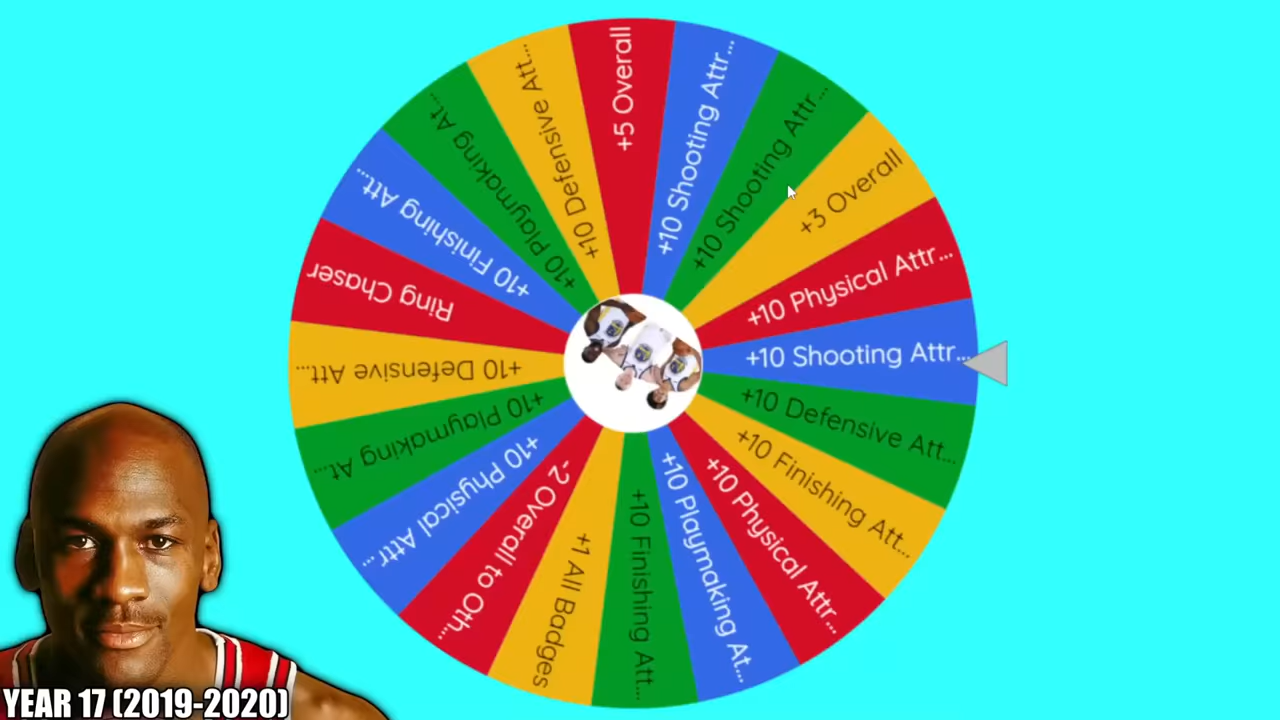 +5 Overall
+10 Shooting Attr...
+10 Shooting Attr...
+3 Overall
+10 Physical Attr...
+10 Shooting Attr...
+10 Defensive Att...
+10 Finishing Att...
+10 Physical Attr...
+10 Playmaking At...
+10 Finishing Att...
+1 All Badges
-2 Overall to Oth...
+10 Physical Attr...
+10 Playmaking At...
+10 Defensive Att...
Ring Chaser
+10 Finishing Att...
+10 Playmaking At...
+10 Defensive Att...
YEAR 17 (2019-2020)